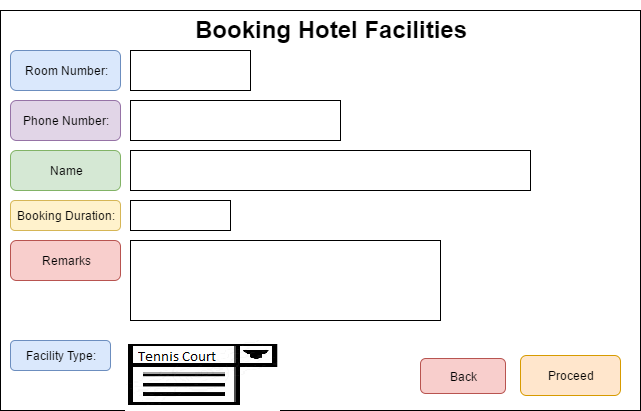 Booking Hotel Facilities
Room Number:
Phone Number:
Name
Booking Duration:
Remarks
Facility Type:
Tennis Court
Back
Proceed